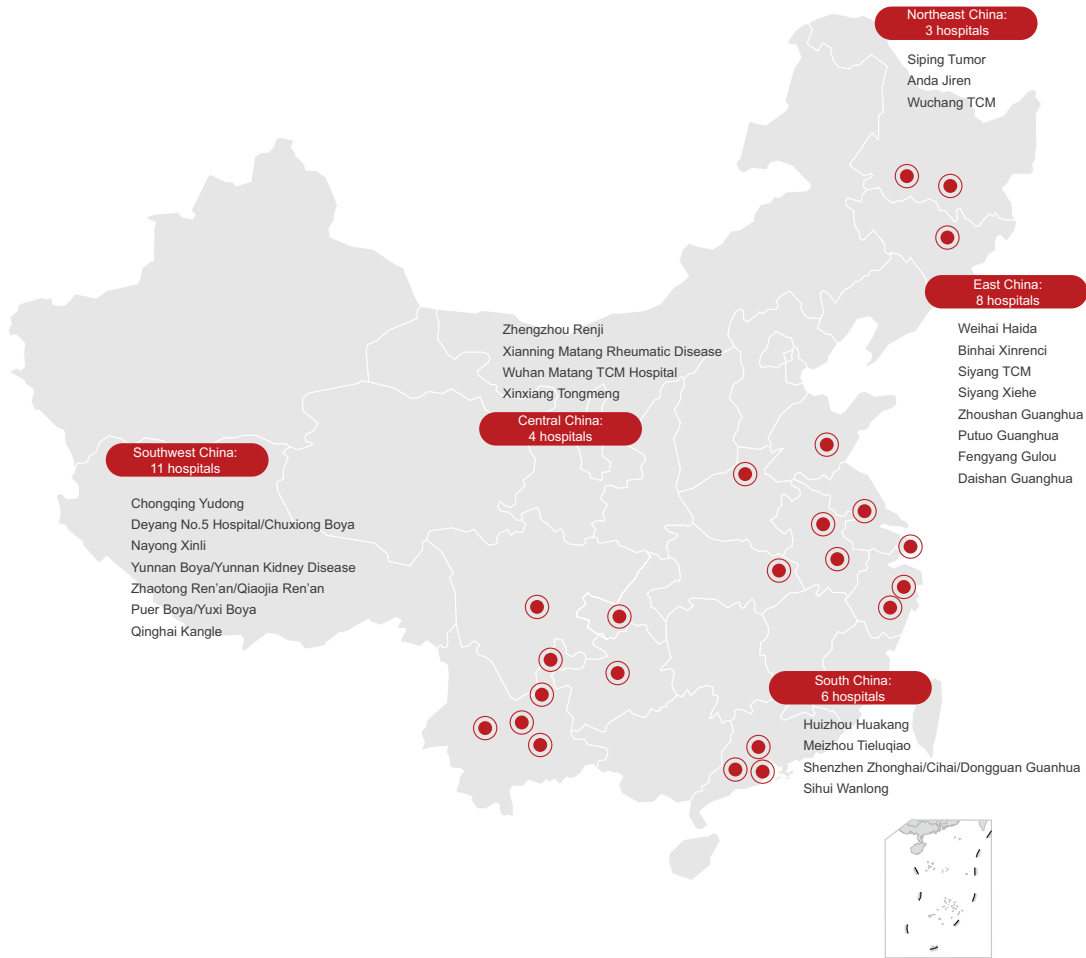 Northeast China:
3 hospitals
Siping Tumor
Anda Jiren
Wuchang TCM
East China:
8 hospitals
Weihai Haida
Binhai Xinrenci
Siyang TCM
Siyang Xiehe
Zhoushan Guanghua
Putuo Guanghua
Fengyang Gulou
Daishan Guanghua
Zhengzhou Renji
Xianning Matang Rheumatic Disease
Wuhan Matang TCM Hospital
Xinxiang Tongmeng
Central China:
4 hospitals
Southwest China:
11 hospitals
Chongqing Yudong
Deyang No.5 Hospital/Chuxiong Boya
Nayong Xinli
Yunnan Boya/Yunnan Kidney Disease
Zhaotong Ren’an/Qiaojia Ren’an
Puer Boya/Yuxi Boya
Qinghai Kangle
South China:
6 hospitals
Huizhou Huakang
Meizhou Tieluqiao
Shenzhen Zhonghai/Cihai/Dongguan Guanhua
Sihui Wanlong